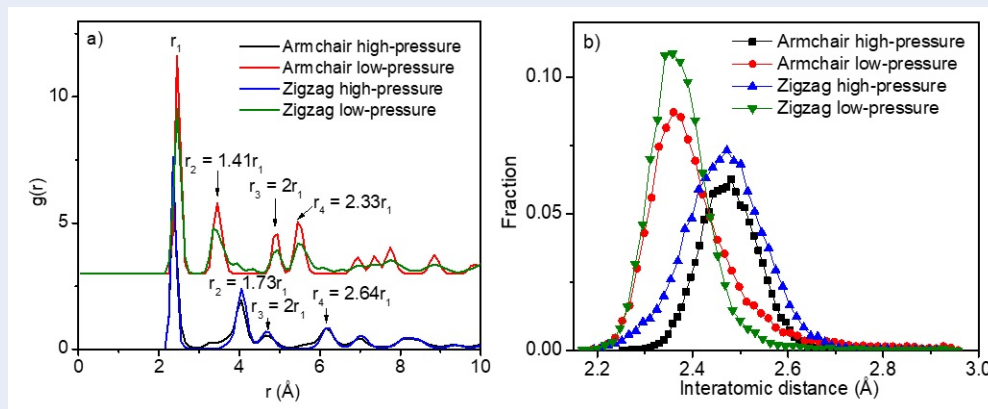 a)
r1
Armchair high-pressure
Armchair low-pressure
Zigzag high-pressure
Zigzag low-pressure
r2 = 1.41r1
r3 = 2r1
r4 = 2.33r1
r2 = 1.73r1
r3 = 2r1
r4 = 2.64r1
10
5
0
g(r)
0 2 4 6 8 10
r (Å)
b)
Armchair high-pressure
Armchair low-pressure
Zigzag high-pressure
Zigzag low-pressure
0.10
0.05
0.00
Fraction
2.2 2.4 2.6 2.8 3.0
Interatomic distance (Å)